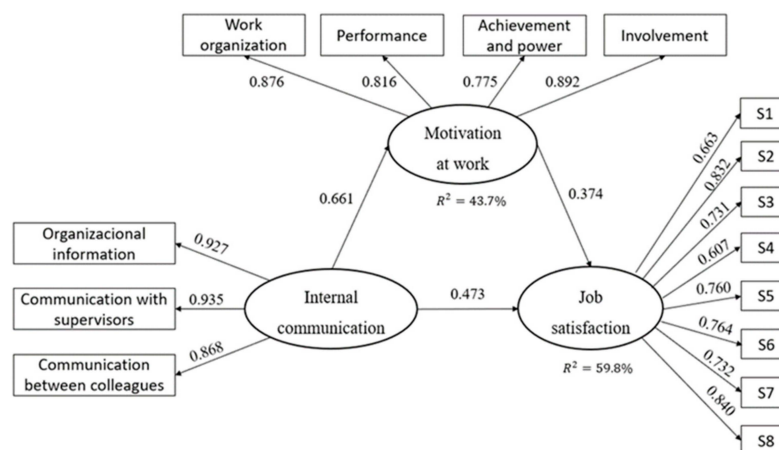 Work
organization
Performance
Achievement
and power
Involvement
0.876
0.816
0.775
0.892
Motivation
at work
R² = 43.7%
0.661
0.374
Organizacional
information
Communication with
supervisors
Communication
between colleagues
0.927
0.935
0.868
Internal
communication
0.473
Job
satisfaction
R² = 59.8%
0.663
0.832
0.731
0.607
0.760
0.764
0.732
0.840
S1
S2
S3
S4
S5
S6
S7
S8